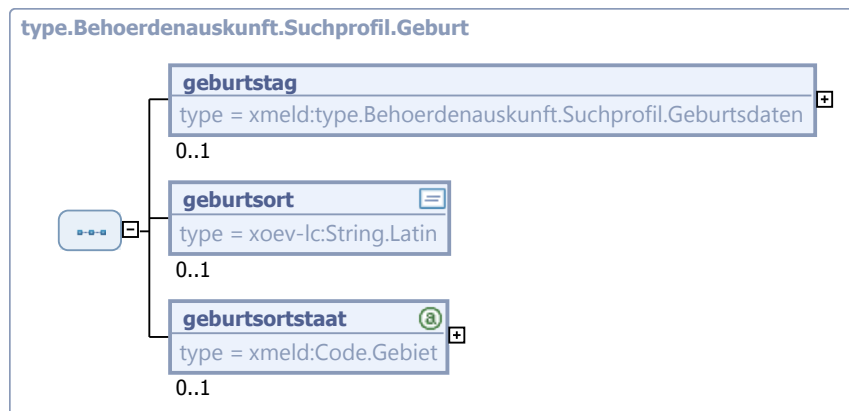 type.Behoerdenauskunft.Suchprofil.Geburt
geburtstag
type = xmeld:type.Behoerdenauskunft.Suchprofil.Geburtsdaten
0..1
geburtsort
type = xoev-lc:String.Latin
0..1
geburtsortstaat
type = xmeld:Code.Gebiet
0..1